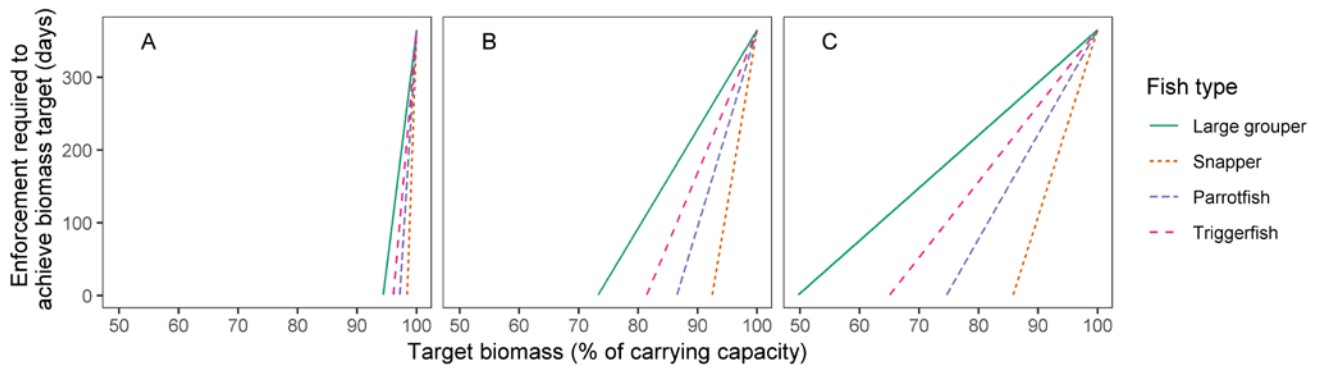 Enforcement required to
achieve biomass target (days)
300
200
100
0
A
B
C
50 60 70 80 90 100
50 60 70 80 90 100
50 60 70 80 90 100
Target biomass (% of carrying capacity)
Fish type
Large grouper
Snapper
Parrotfish
Triggerfish